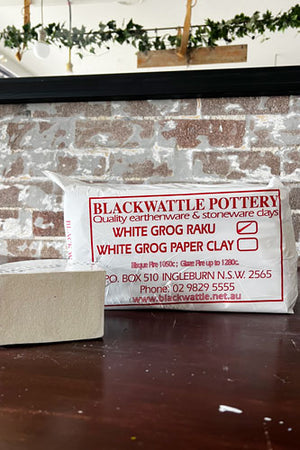 BLACKWATTLE POTTERY
Quality earthenware & stoneware clays
WHITE GROG RAKU
WHITE GROG PAPER CLAY
Bisque Fire 1060c ; Glaze Fire up to 1280c.
P.O. BOX 510 INGLEBURN N.S.W. 2565
Phone: 02 9829 5555
www.blackwattle.net.au